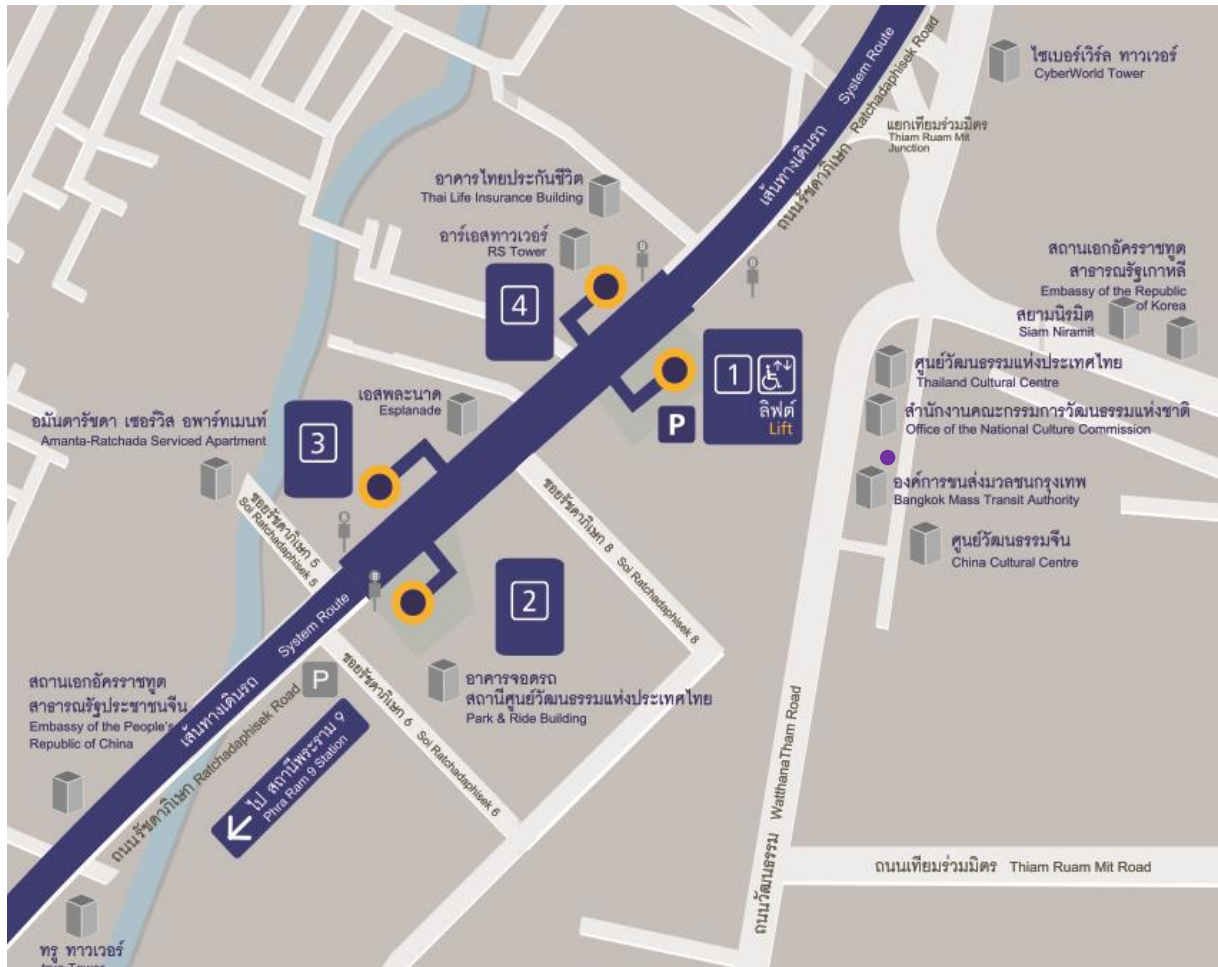 ไซเบอร์เวิร์ล ทาวเวอร์
CyberWorld Tower
เส้นทางเดินรถ System Route
ถนนรัชดาภิเษก Ratchadaphisek Road
แยกเทียมร่วมมิตร
Thiam Ruam Mit
Junction
อาคารไทยประกันชีวิต
Thai Life Insurance Building
อาร์เอสทาวเวอร์
RS Tower
4
สถานเอกอัครราชทูต
สาธารณรัฐเกาหลี
Embassy of the Republic
of Korea
สยามนิรมิต
Siam Niramit
1
ลิฟต์
Lift
P
ศูนย์วัฒนธรรมแห่งประเทศไทย
Thailand Cultural Centre
สำนักงานคณะกรรมการวัฒนธรรมแห่งชาติ
Office of the National Culture Commission
เอสพละนาด
Esplanade
อมันตารัชดา เซอร์วิส อพาร์ทเมนท์
Amanta-Ratchada Serviced Apartment
3
องค์การขนส่งมวลชนกรุงเทพ
Bangkok Mass Transit Authority
ศูนย์วัฒนธรรมจีน
China Cultural Centre
ซอยรัชดาภิเษก 5
Soi Ratchadaphisek 5
ซอยรัชดาภิเษก 8 Soi Ratchadaphisek 8
2
อาคารจอดรถ
สถานีศูนย์วัฒนธรรมแห่งประเทศไทย
Park & Ride Building
ซอยรัชดาภิเษก 6 Soi Ratchadaphisek 6
P
สถานเอกอัครราชทูต
สาธารณรัฐประชาชนจีน
Embassy of the People's
Republic of China
เส้นทางเดินรถ System Route
ถนนรัชดาภิเษก Ratchadaphisek Road
ไป สถานีพระราม 9
Phra Ram 9 Station
ถนนวัฒนธรรม WatthanaTham Road
ถนนเทียมร่วมมิตร Thiam Ruam Mit Road
ทรู ทาวเวอร์
true Tower